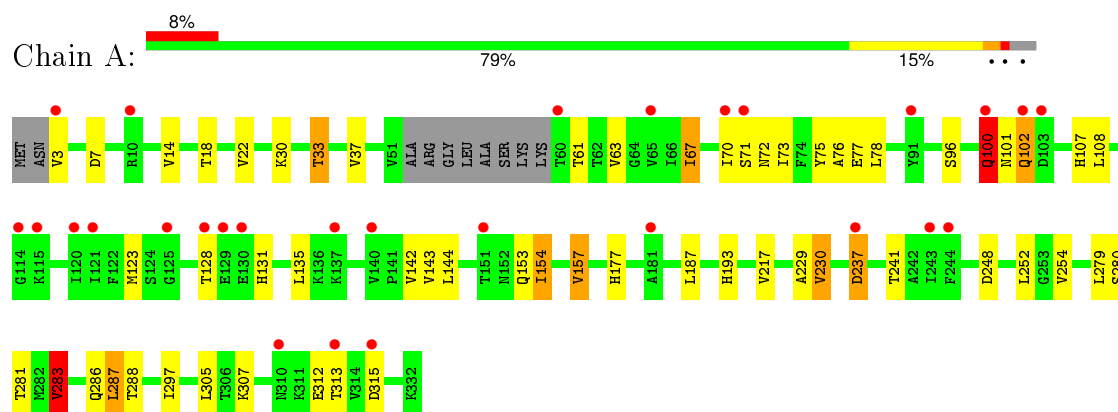 8%
Chain A:
79% 15% • • •
MET ASN V3 D7 R10 V14 T18 V22 K30 T33 V37 V51 ALA ARG GLY LEU ALA SER LYS LYS T60 T61 T62 V63 G64 V65 I66 I67 I70 S71 N72 I73 F74 Y75 A76 E77 L78 Y91 S96 Q100 N101 Q102 D103 H107 L108
G114 K115 I120 I121 F122 M123 S124 G125 T128 E129 E130 H131 L135 K136 K137 V140 P141 V142 V143 L144 T151 N152 Q153 I154 V157 H177 A181 L187 H193 V217 A229 V230 D237 T241 A242 I243 F244 D248 L252 G253 V254 L279 S280
T281 M282 V283 Q286 L287 T288 I297 L305 T306 K307 N310 K311 E312 T313 V314 D315 K332